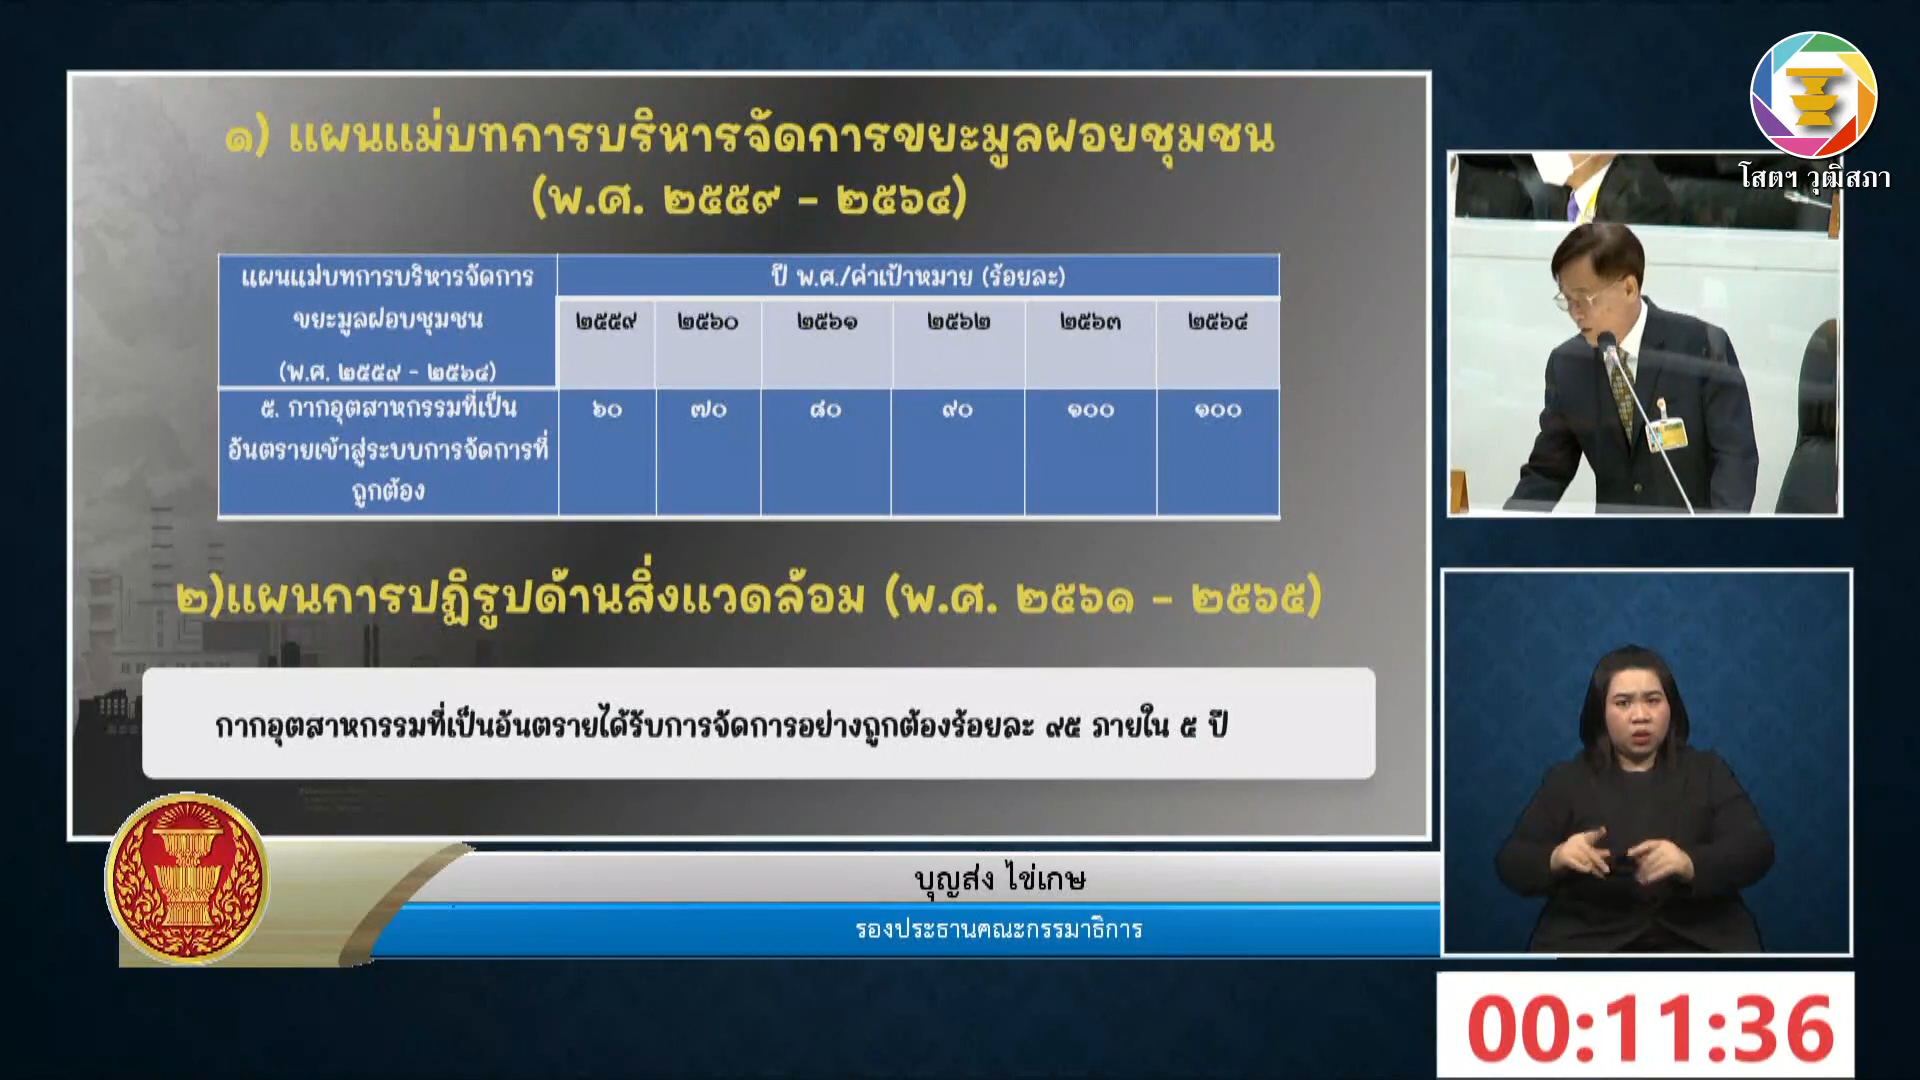 ๑) แผนแม่บทการบริหารจัดการขยะมูลฝอยชุมชน
(พ.ศ. ๒๕๕๙ - ๒๕๖๔)
แผนแม่บทการบริหารจัดการ
ขยะมูลฝอบชุมชน
(พ.ศ. ๒๕๕๙ - ๒๕๖๔)
ปี พ.ศ./ค่าเป้าหมาย (ร้อยละ)
๒๕๕๙ ๒๕๖๐ ๒๕๖๑ ๒๕๖๒ ๒๕๖๓ ๒๕๖๔
๕. กากอุตสาหกรรมที่เป็น
อันตรายเข้าสู่ระบบการจัดการที่
ถูกต้อง
๖๐ ๗๐ ๘๐ ๙๐ ๑๐๐ ๑๐๐
๒)แผนการปฏิรูปด้านสิ่งแวดล้อม (พ.ศ. ๒๕๖๑ - ๒๕๖๕)
กากอุตสาหกรรมที่เป็นอันตรายได้รับการจัดการอย่างถูกต้องร้อยละ ๙๕ ภายใน ๕ ปี
โสตฯ วุฒิสภา
บุญส่ง ไข่เกษ
รองประธานคณะกรรมาธิการ
00:11:36